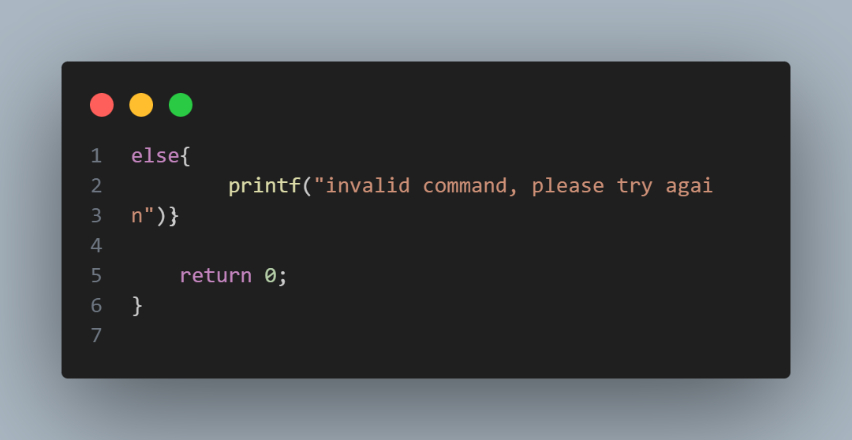 1 else{
2         printf("invalid command, please try agai
3 n")}
4
5     return 0;
6 }
7